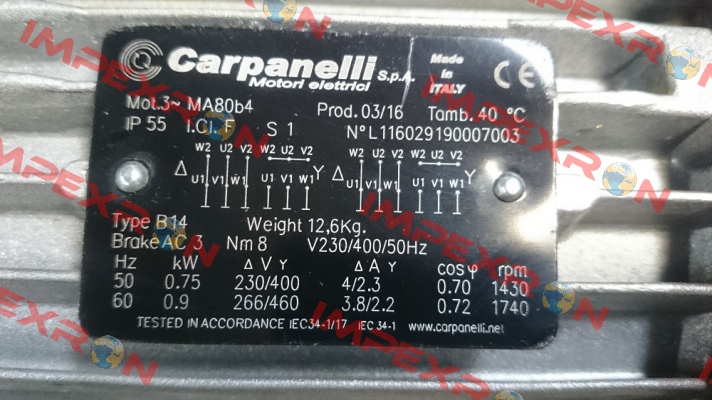 Carpanelli S.p.A.
Motori elettrici
Made in ITALY
CE
Mot.3~ MA80b4 Prod. 03/16 Tamb. 40 °C
IP 55 I.Cl. F S 1 N° L116029190007003
W2 U2 V2 W2 U2 V2 W2 U2 V2 W2 U2 V2
Δ U1 V1 W1 U1 V1 W1 Y Δ U1 V1 W1 U1 V1 W1 Y
Type B14 Weight 12,6Kg.
Brake AC 3 Nm 8 V230/400/50Hz
Hz kW Δ V Y Δ A Y cos φ rpm
50 0.75 230/400 4/2.3 0.70 1430
60 0.9 266/460 3.8/2.2 0.72 1740
TESTED IN ACCORDANCE IEC34-1/17 IEC 34-1 www.carpanelli.net
IMPEXRON
IMPEXRON
IMPEXRON
IMPEXRON
IMPEXRON